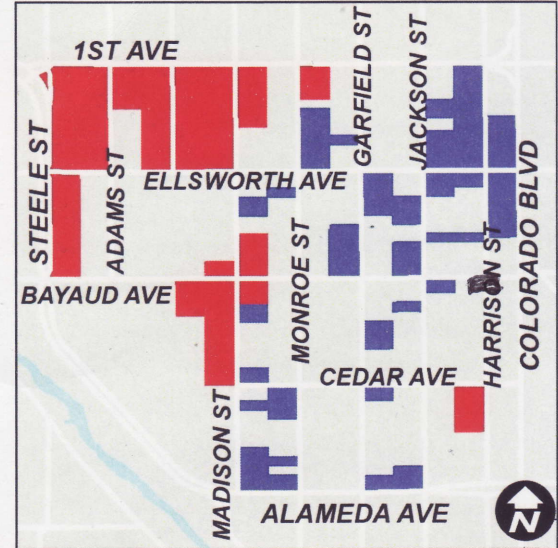 1ST AVE
GARFIELD ST
JACKSON ST
STEELE ST
ADAMS ST
ELLSWORTH AVE
COLORADO BLVD
MONROE ST
HARRISON ST
BAYAUD AVE
CEDAR AVE
MADISON ST
ALAMEDA AVE
N